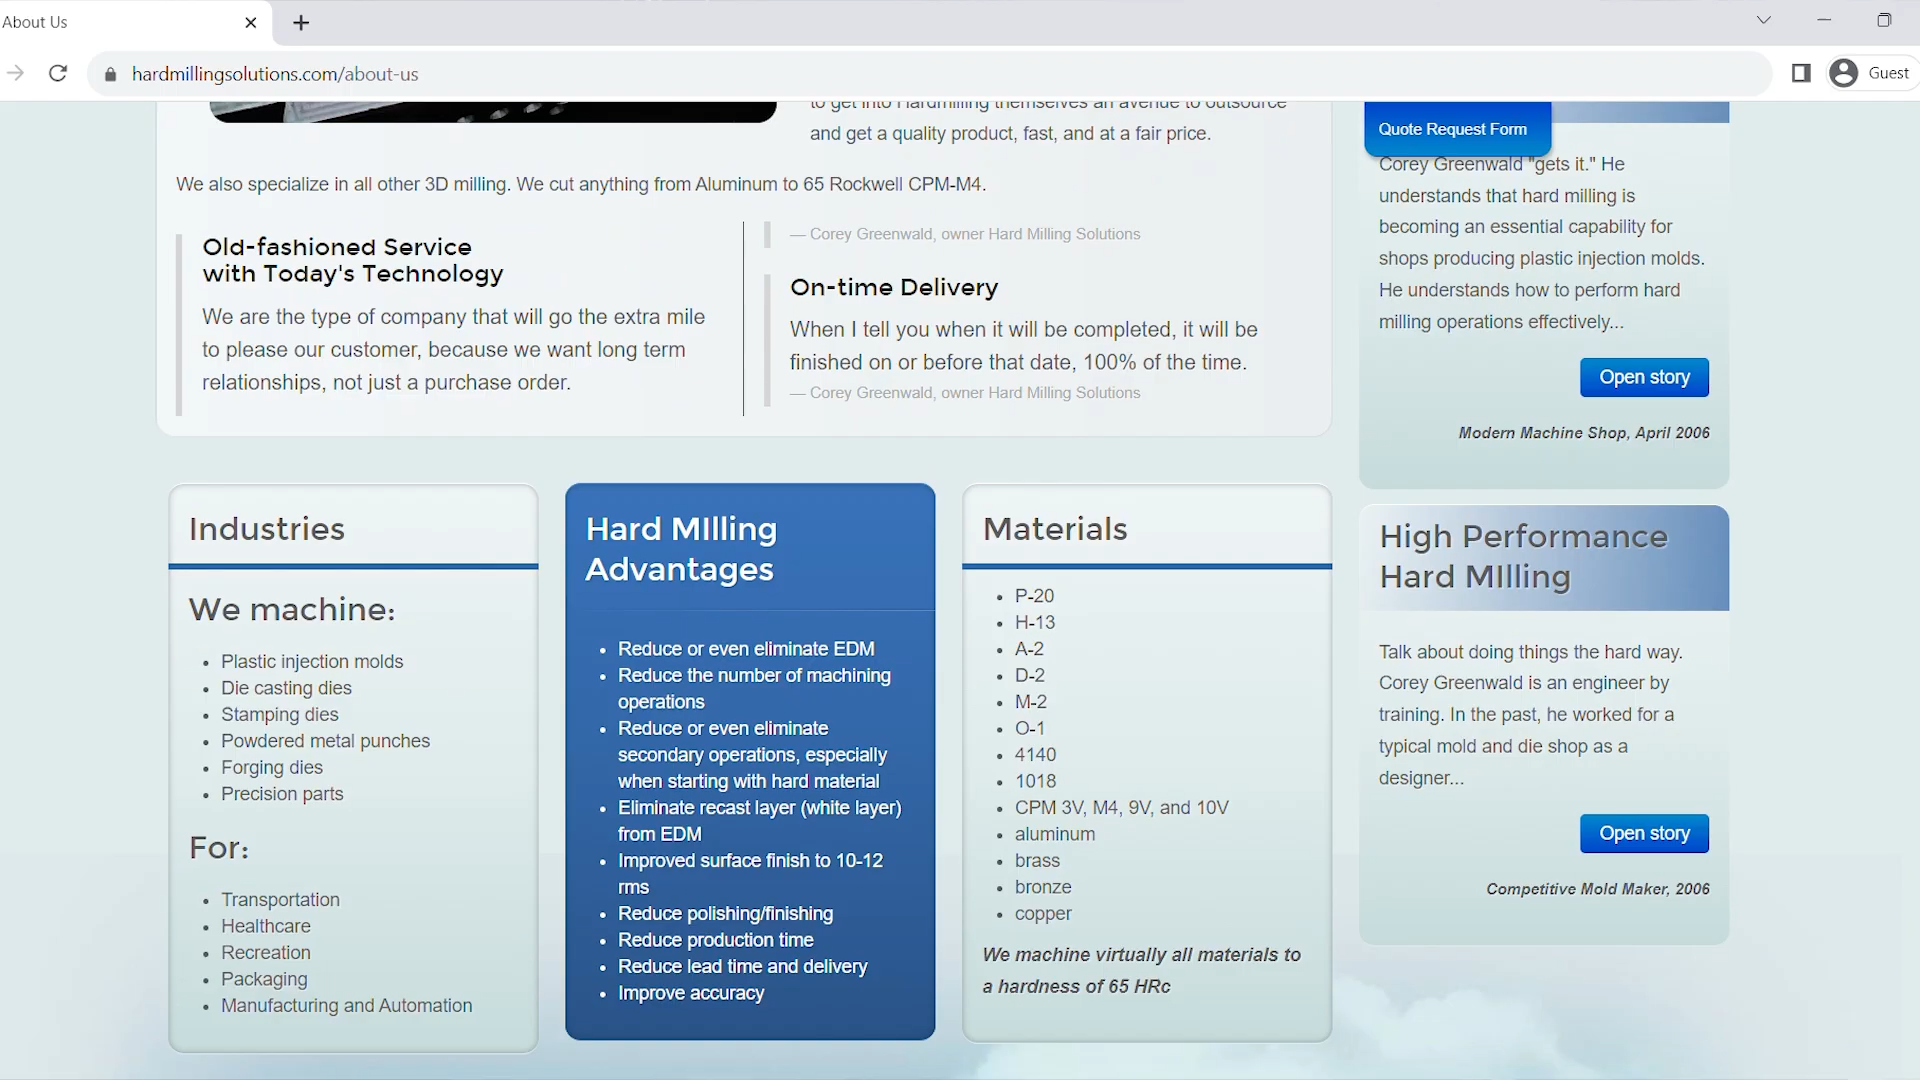 About Us
hardmillingsolutions.com/about-us
Guest
to get into Hardmilling themselves an avenue to outsource
and get a quality product, fast, and at a fair price.
We also specialize in all other 3D milling. We cut anything from Aluminum to 65 Rockwell CPM-M4.
Old-fashioned Service
with Today's Technology
We are the type of company that will go the extra mile
to please our customer, because we want long term
relationships, not just a purchase order.
— Corey Greenwald, owner Hard Milling Solutions
On-time Delivery
When I tell you when it will be completed, it will be
finished on or before that date, 100% of the time.
— Corey Greenwald, owner Hard Milling Solutions
Quote Request Form
Corey Greenwald "gets it." He
understands that hard milling is
becoming an essential capability for
shops producing plastic injection molds.
He understands how to perform hard
milling operations effectively...
Open story
Modern Machine Shop, April 2006
Industries
We machine:
• Plastic injection molds
• Die casting dies
• Stamping dies
• Powdered metal punches
• Forging dies
• Precision parts
For:
• Transportation
• Healthcare
• Recreation
• Packaging
• Manufacturing and Automation
Hard MIlling
Advantages
• Reduce or even eliminate EDM
• Reduce the number of machining
operations
• Reduce or even eliminate
secondary operations, especially
when starting with hard material
• Eliminate recast layer (white layer)
from EDM
• Improved surface finish to 10-12
rms
• Reduce polishing/finishing
• Reduce production time
• Reduce lead time and delivery
• Improve accuracy
Materials
• P-20
• H-13
• A-2
• D-2
• M-2
• O-1
• 4140
• 1018
• CPM 3V, M4, 9V, and 10V
• aluminum
• brass
• bronze
• copper
We machine virtually all materials to
a hardness of 65 HRc
High Performance
Hard MIlling
Talk about doing things the hard way.
Corey Greenwald is an engineer by
training. In the past, he worked for a
typical mold and die shop as a
designer...
Open story
Competitive Mold Maker, 2006